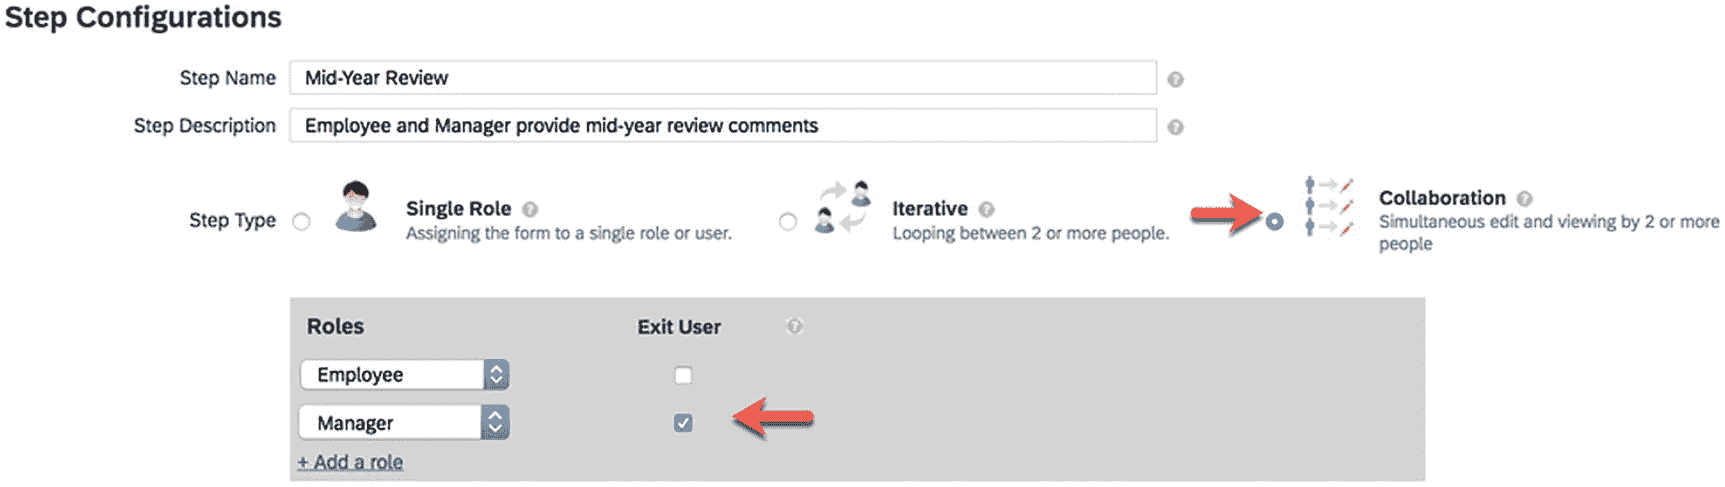 Step Configurations
Step Name Mid-Year Review ?
Step Description Employee and Manager provide mid-year review comments ?
Step Type
Single Role ?
Assigning the form to a single role or user.
Iterative ?
Looping between 2 or more people.
Collaboration ?
Simultaneous edit and viewing by 2 or more
people
Roles Exit User ?
Employee
Manager
+ Add a role